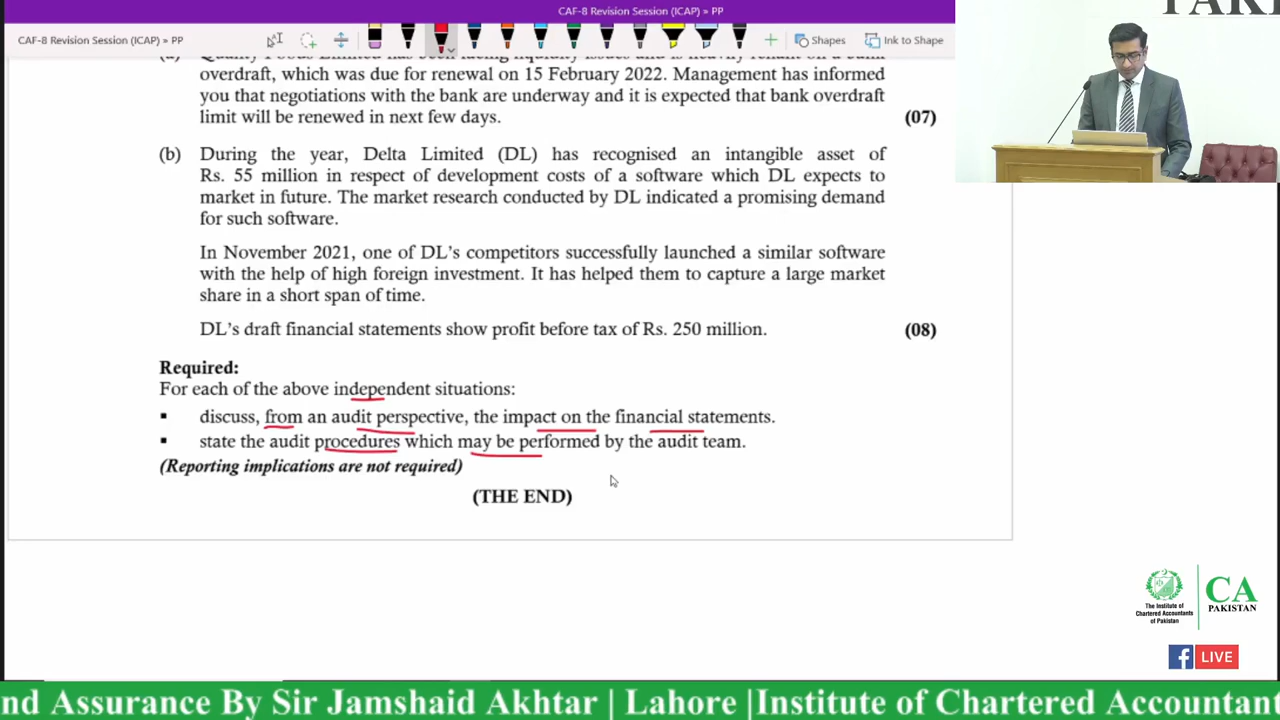 CAF-8 Revision Session (ICAP) » PP
CAF-8 Revision Session (ICAP) » PP
Shapes
Ink to Shape
overdraft, which was due for renewal on 15 February 2022. Management has informed
you that negotiations with the bank are underway and it is expected that bank overdraft
limit will be renewed in next few days. (07)
(b) During the year, Delta Limited (DL) has recognised an intangible asset of
Rs. 55 million in respect of development costs of a software which DL expects to
market in future. The market research conducted by DL indicated a promising demand
for such software.
In November 2021, one of DL's competitors successfully launched a similar software
with the help of high foreign investment. It has helped them to capture a large market
share in a short span of time.
DL's draft financial statements show profit before tax of Rs. 250 million. (08)
Required:
For each of the above independent situations:
▪ discuss, from an audit perspective, the impact on the financial statements.
▪ state the audit procedures which may be performed by the audit team.
(Reporting implications are not required)
(THE END)
The Institute of
Chartered Accountants
of Pakistan
CA
PAKISTAN
f LIVE
nd Assurance By Sir Jamshaid Akhtar | Lahore |Institute of Chartered Accountant